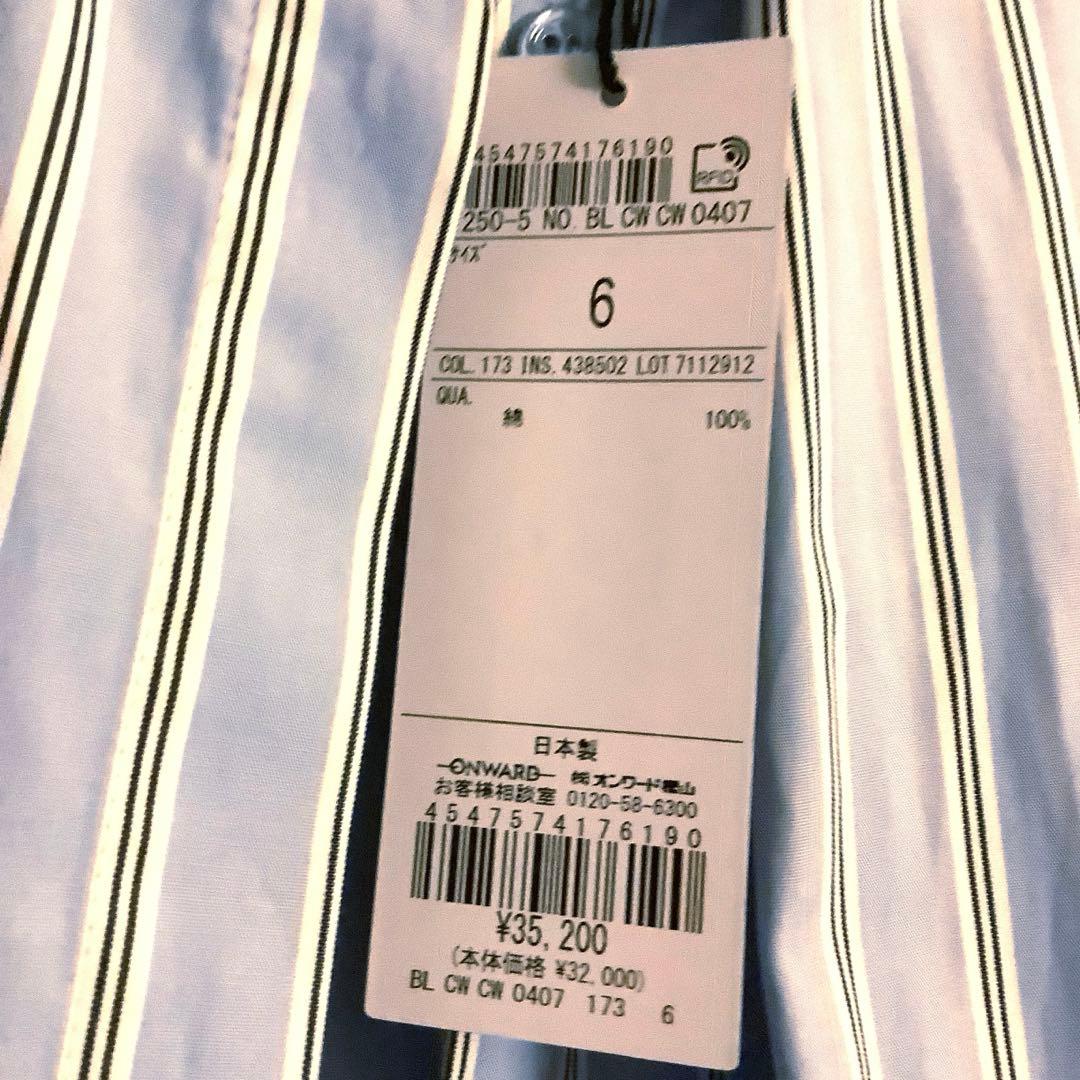 4547574176190
RFID
250-5 NO. BL CW CW 0407
サイズ
6
COL. 173 INS. 438502 LOT 7112912
QUA.
綿 100%
日本製
ONWARD ㈱オンワード樫山
お客様相談室 0120-58-6300
4547574176190
¥35,200
(本体価格 ¥32,000)
BL CW CW 0407 173 6